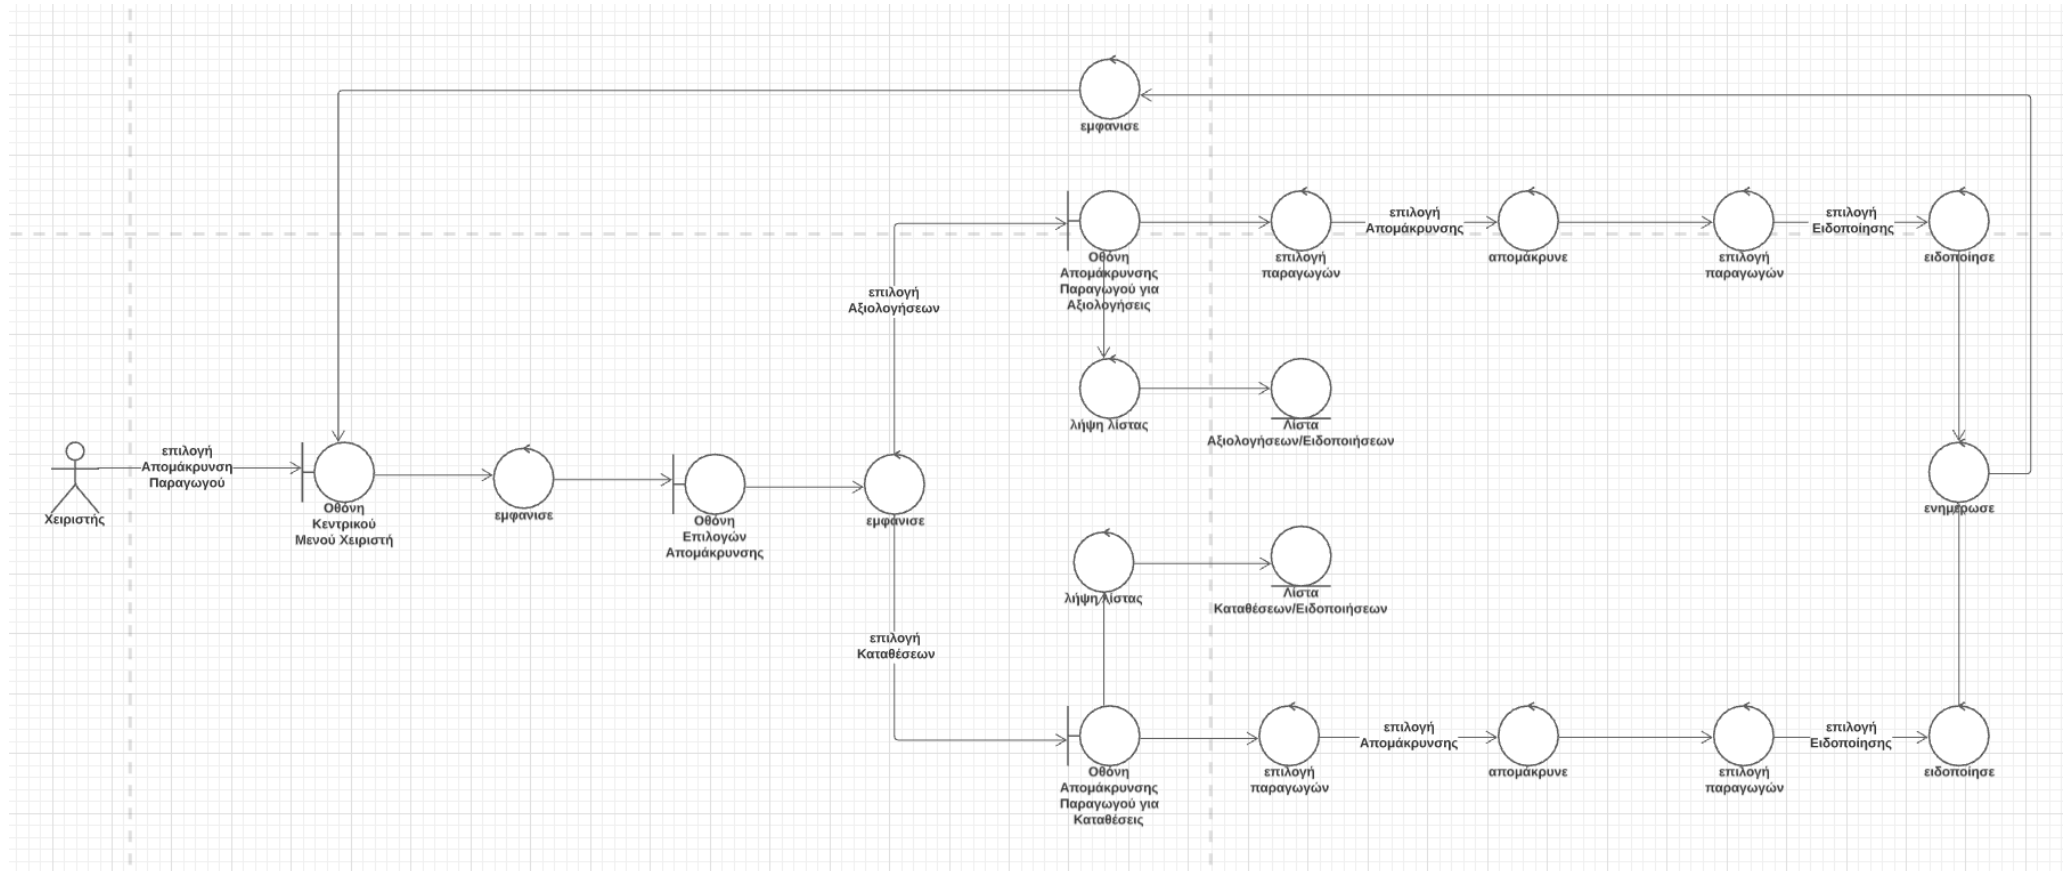 εμφανισε
επιλογή
Απομάκρυνσης
επιλογή
Ειδοποίησης
Οθόνη
Απομάκρυνσης
Παραγωγού για
Αξιολογήσεις
επιλογή
παραγωγών
απομάκρυνε
επιλογή
παραγωγών
ειδοποίησε
επιλογή
Αξιολογήσεων
λήψη λίστας
Λίστα
Αξιολογήσεων/Ειδοποιήσεων
επιλογή
Απομάκρυνση
Παραγωγού
Χειριστής
Οθόνη
Κεντρικού
Μενού Χειριστή
εμφανισε
Οθόνη
Επιλογών
Απομάκρυνσης
εμφανισε
ενημέρωσε
λήψη λίστας
Λίστα
Καταθέσεων/Ειδοποιήσεων
επιλογή
Καταθέσεων
επιλογή
Απομάκρυνσης
επιλογή
Ειδοποίησης
Οθόνη
Απομάκρυνσης
Παραγωγού για
Καταθέσεις
επιλογή
παραγωγών
απομάκρυνε
επιλογή
παραγωγών
ειδοποίησε